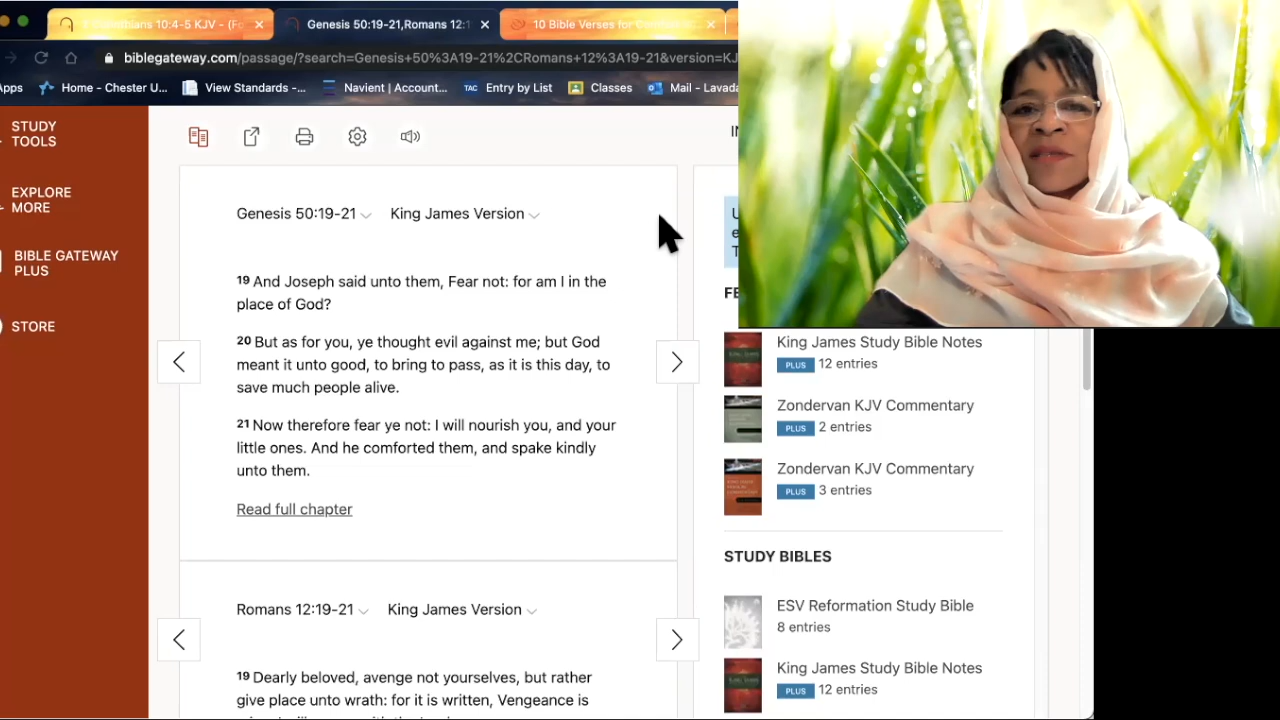 Corinthians 10:4-5 KJV - (Fo
Genesis 50:19-21,Romans 12:1
10 Bible Verses for Comb
biblegateway.com/passage/?search=Genesis+50%3A19-21%2CRomans+12%3A19-21&version=KJ
Apps
Home - Chester U...
View Standards -...
Navient | Account...
TAC
Entry by List
Classes
Mail - Lavada
STUDY
TOOLS
EXPLORE
MORE
BIBLE GATEWAY
PLUS
STORE
Genesis 50:19-21 King James Version
19 And Joseph said unto them, Fear not: for am I in the
place of God?
20 But as for you, ye thought evil against me; but God
meant it unto good, to bring to pass, as it is this day, to
save much people alive.
21 Now therefore fear ye not: I will nourish you, and your
little ones. And he comforted them, and spake kindly
unto them.
Read full chapter
Romans 12:19-21 King James Version
19 Dearly beloved, avenge not yourselves, but rather
give place unto wrath: for it is written, Vengeance is
King James Study Bible Notes
PLUS 12 entries
Zondervan KJV Commentary
PLUS 2 entries
Zondervan KJV Commentary
PLUS 3 entries
STUDY BIBLES
ESV Reformation Study Bible
8 entries
King James Study Bible Notes
PLUS 12 entries